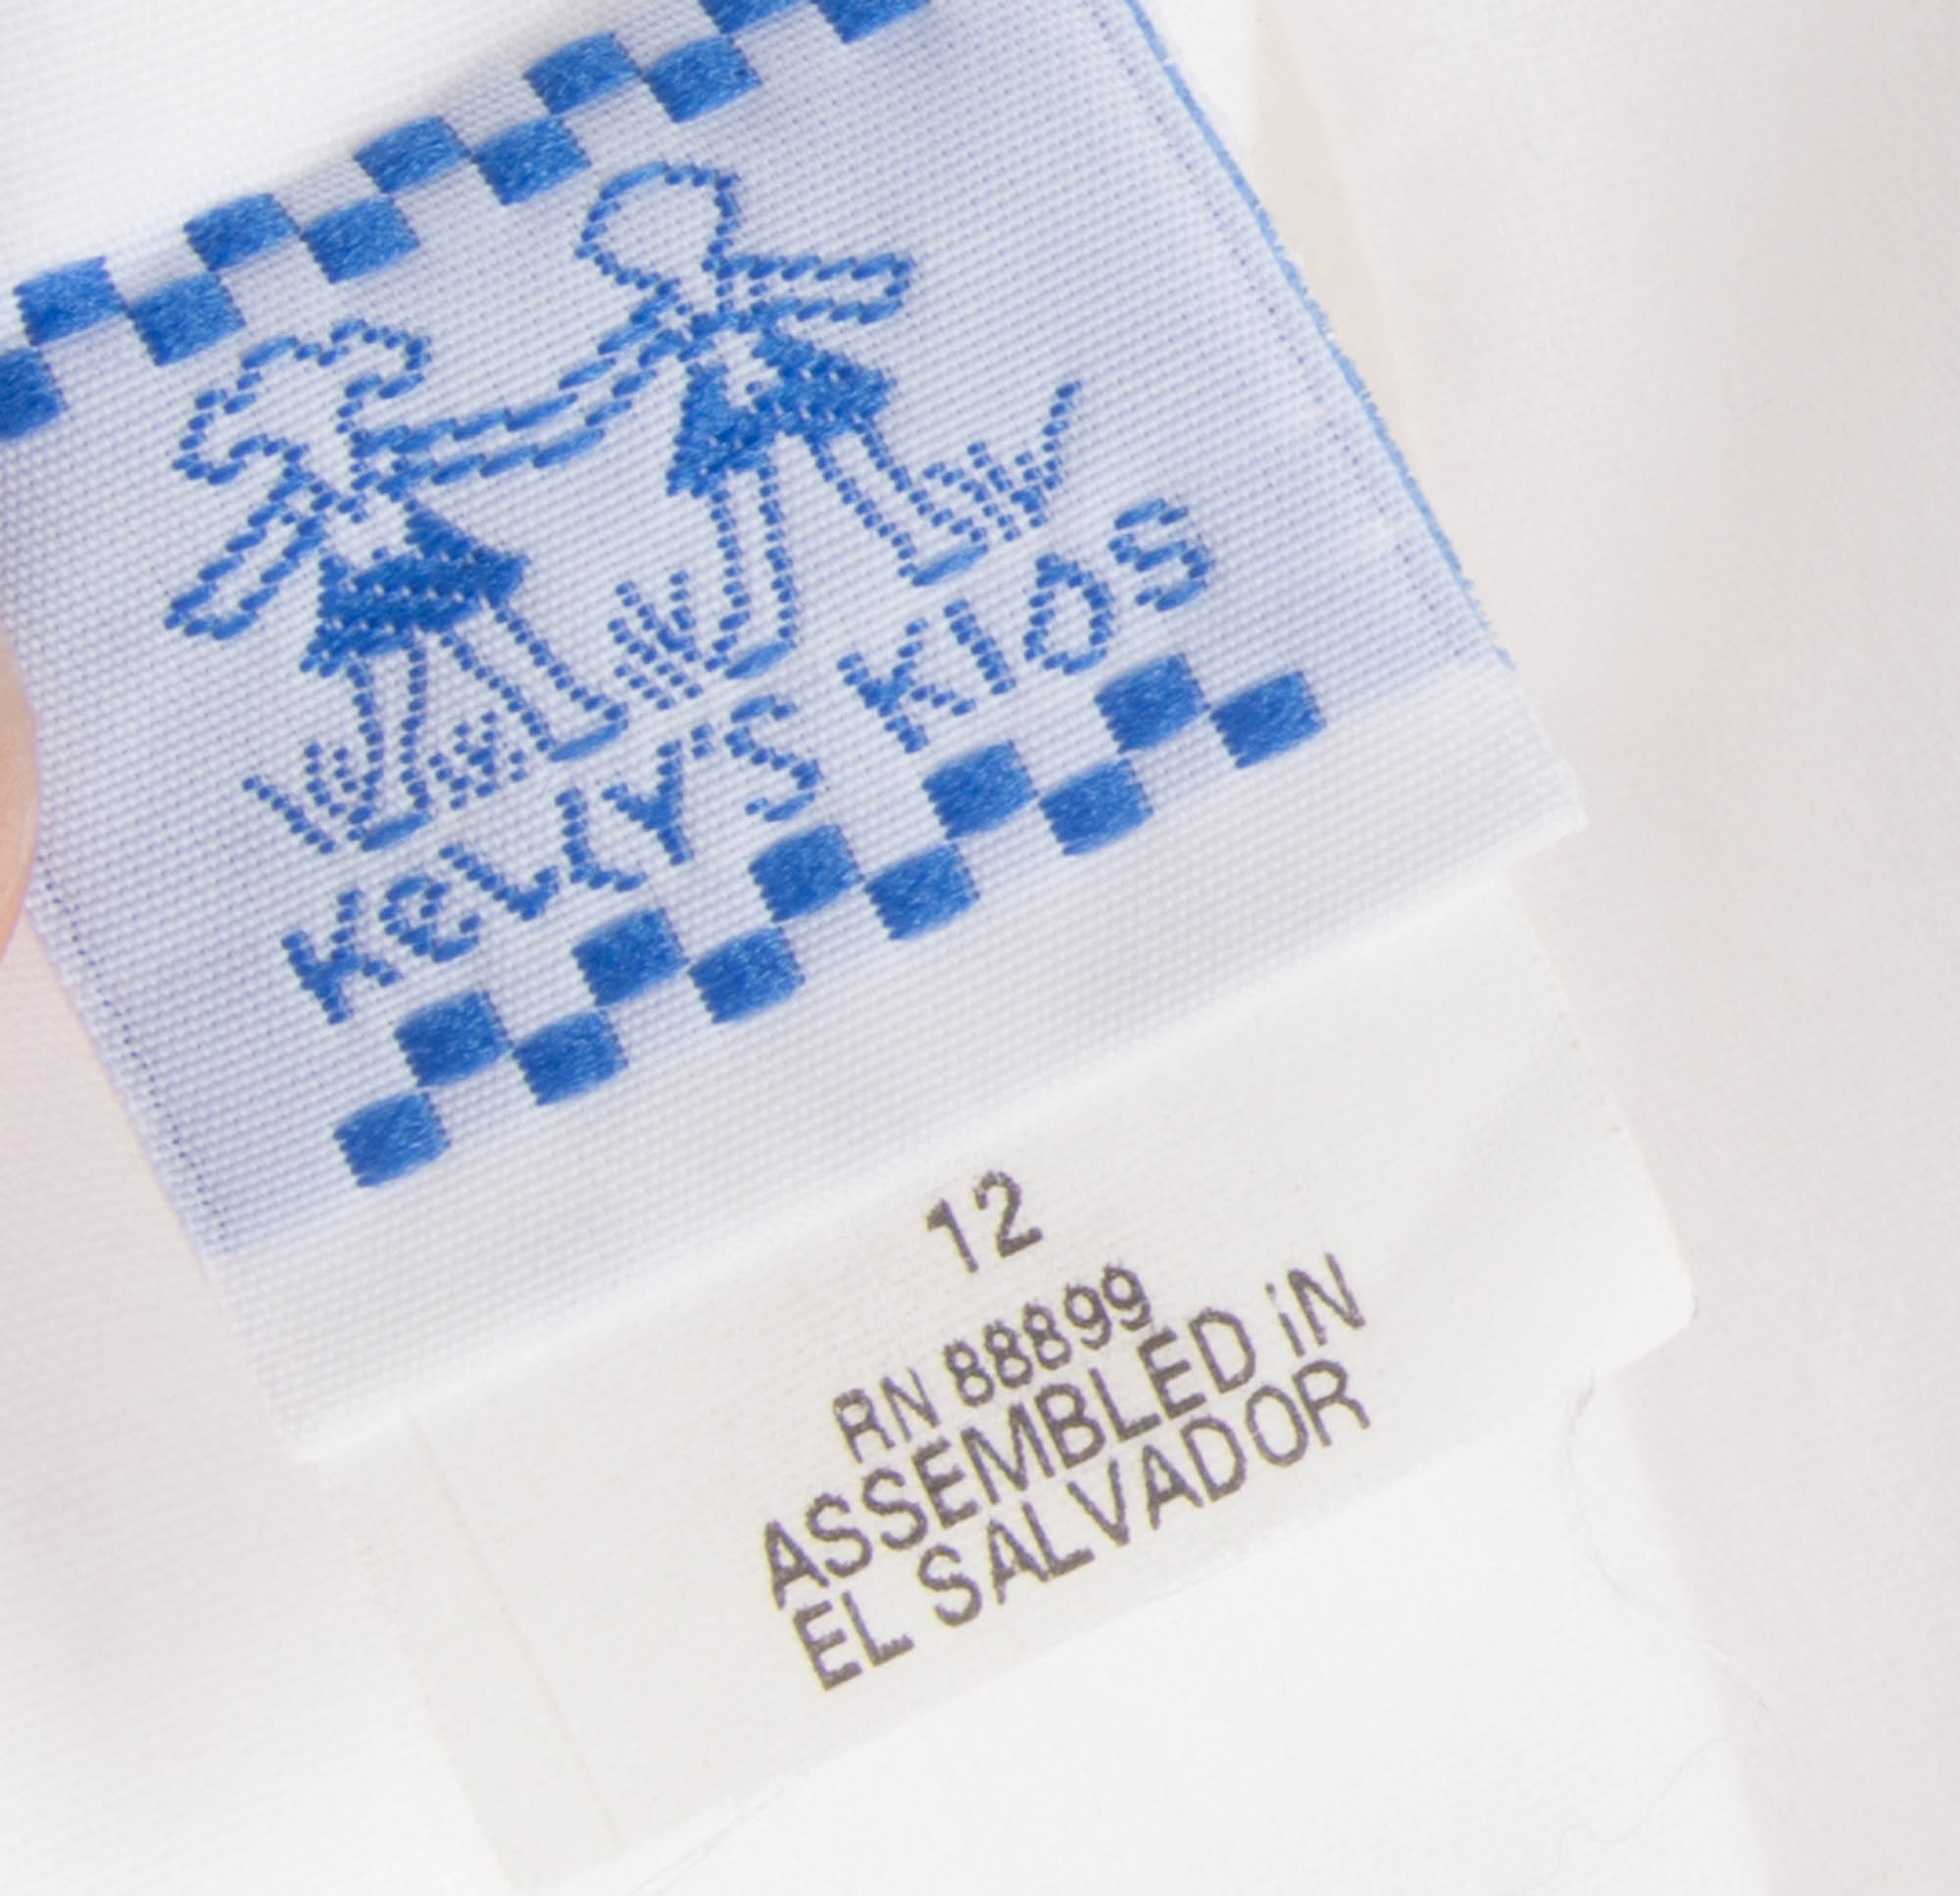 KeLLY'S KIDS
12
RN 88899
ASSEMBLED iN
EL SALVADOR